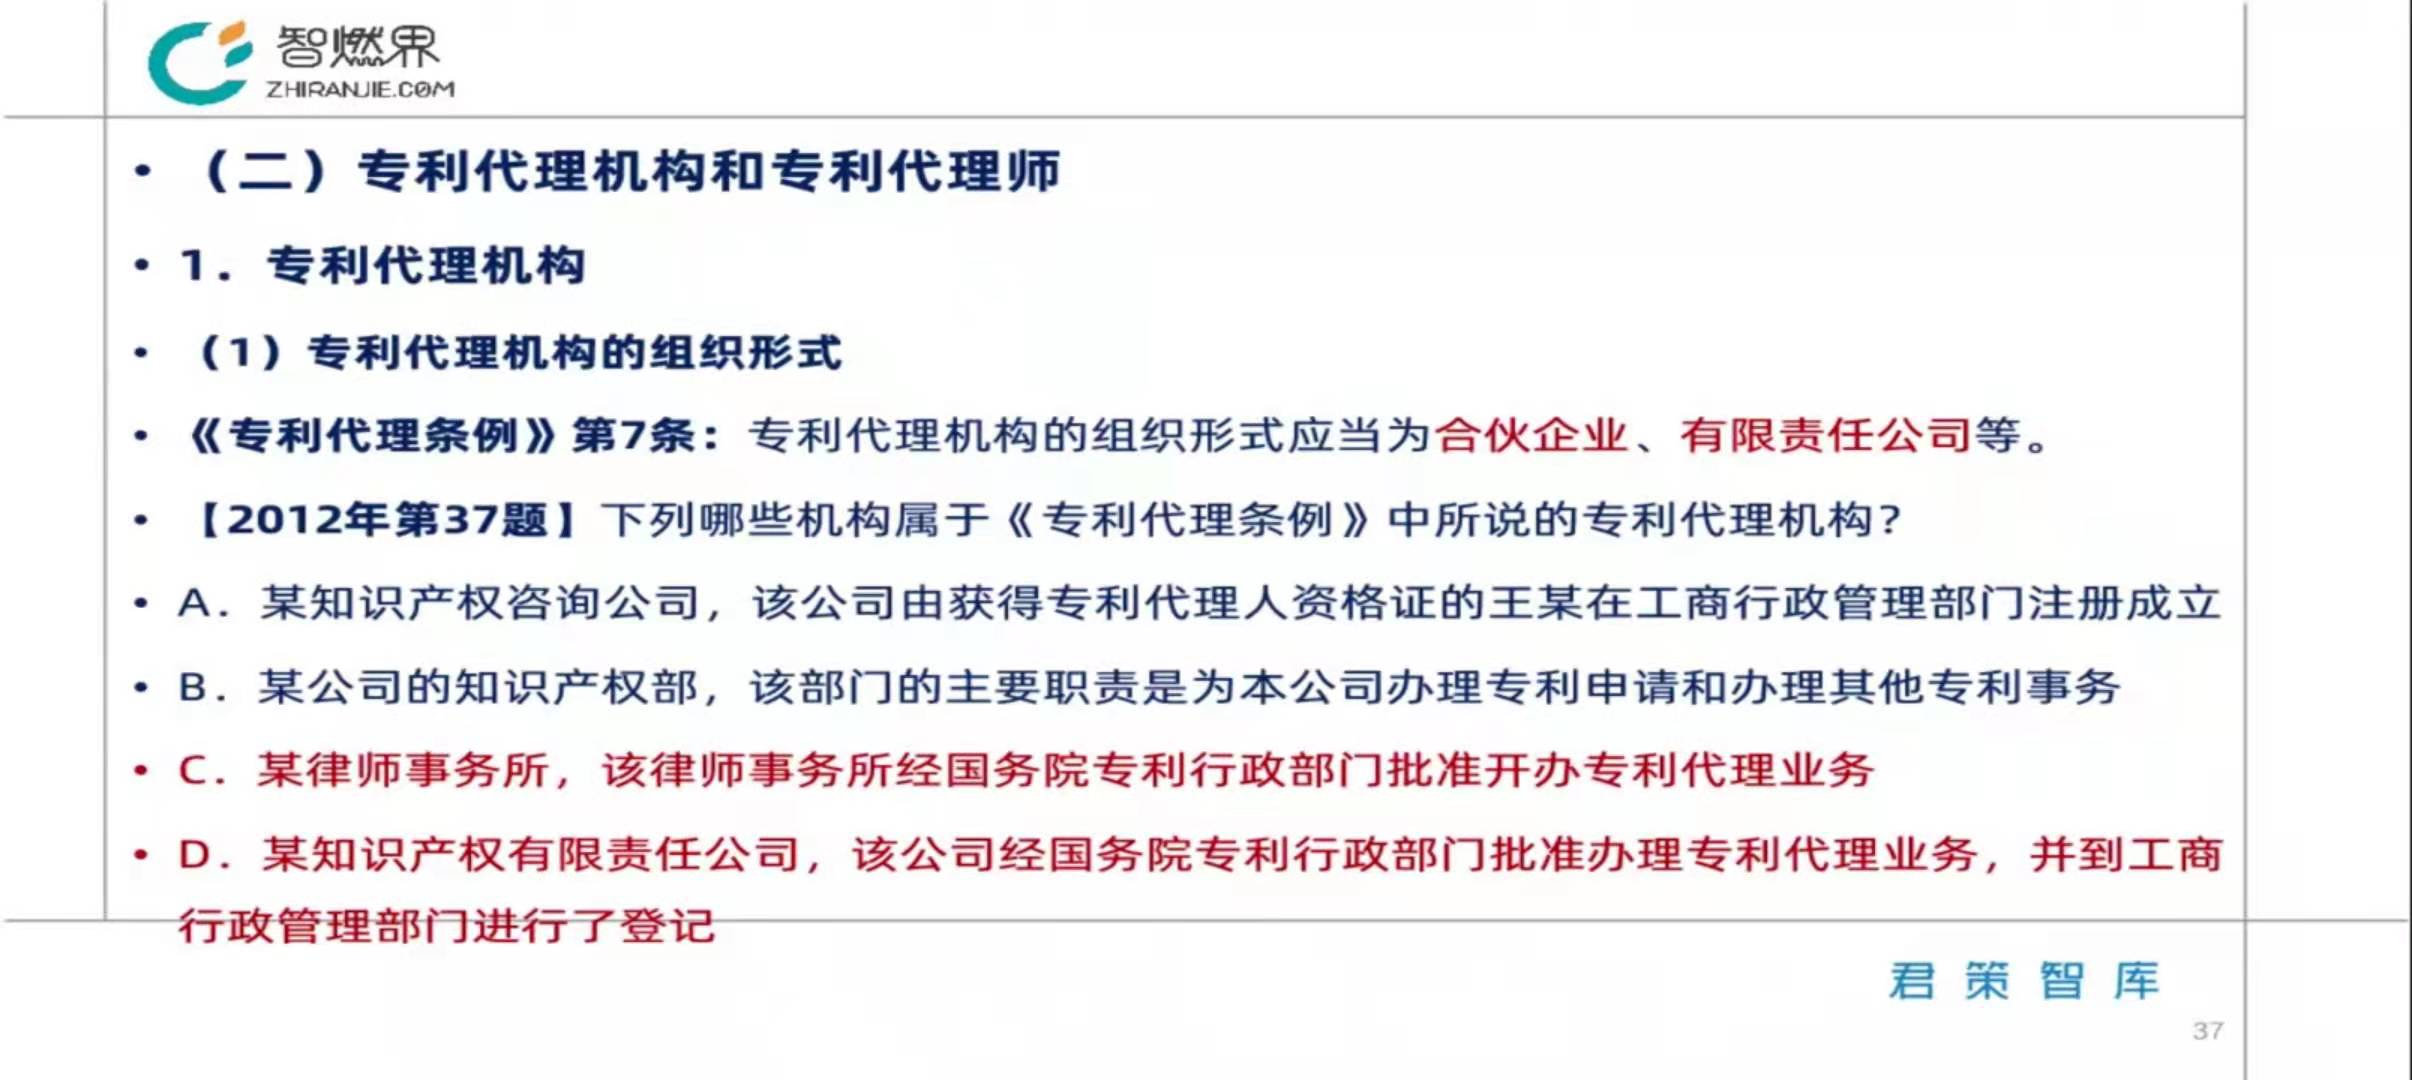 智燃界
ZHIRANJIE.COM
• （二）专利代理机构和专利代理师
• 1．专利代理机构
• （1）专利代理机构的组织形式
• 《专利代理条例》第7条：专利代理机构的组织形式应当为合伙企业、有限责任公司等。
• 【2012年第37题】下列哪些机构属于《专利代理条例》中所说的专利代理机构？
• A．某知识产权咨询公司，该公司由获得专利代理人资格证的王某在工商行政管理部门注册成立
• B．某公司的知识产权部，该部门的主要职责是为本公司办理专利申请和办理其他专利事务
• C．某律师事务所，该律师事务所经国务院专利行政部门批准开办专利代理业务
• D．某知识产权有限责任公司，该公司经国务院专利行政部门批准办理专利代理业务，并到工商
行政管理部门进行了登记
君策智库
37